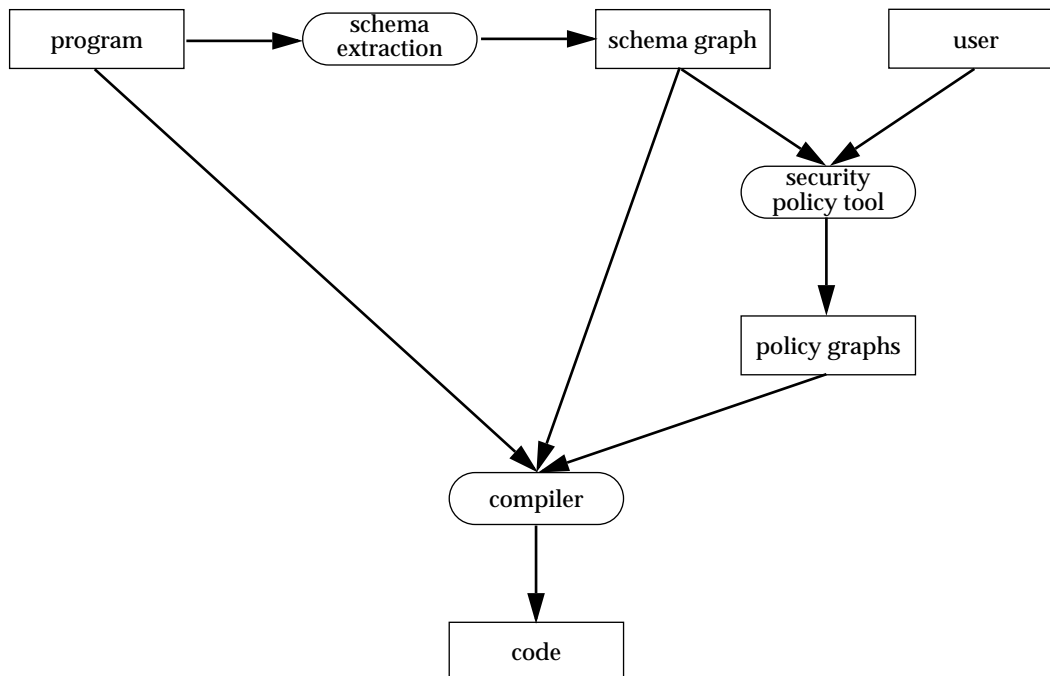 program
schema
extraction
schema graph
user
security
policy tool
policy graphs
compiler
code